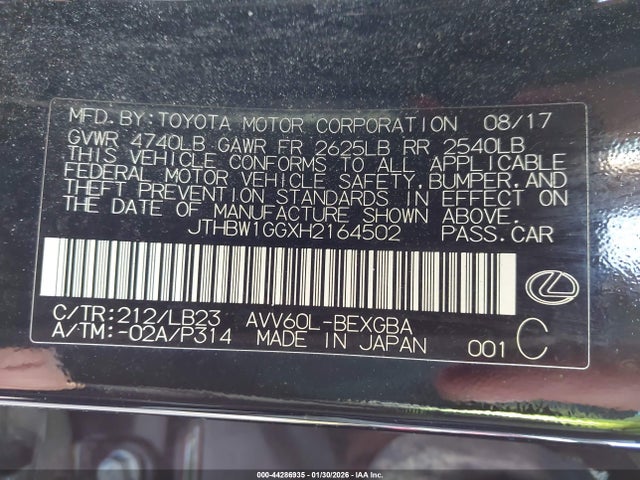 MFD. BY: TOYOTA MOTOR CORPORATION 08/17
GVWR 4740LB GAWR FR 2625LB RR 2540LB
THIS VEHICLE CONFORMS TO ALL APPLICABLE
FEDERAL MOTOR VEHICLE SAFETY, BUMPER, AND
THEFT PREVENTION STANDARDS IN EFFECT ON
THE DATE OF MANUFACTURE SHOWN ABOVE.
JTHBW1GGXH2164502 PASS.CAR
C/TR:212/LB23 AVV60L-BEXGBA
A/TM:-02A/P314 MADE IN JAPAN 001 C
000-44286935 - 01/30/2026 - IAA Inc.